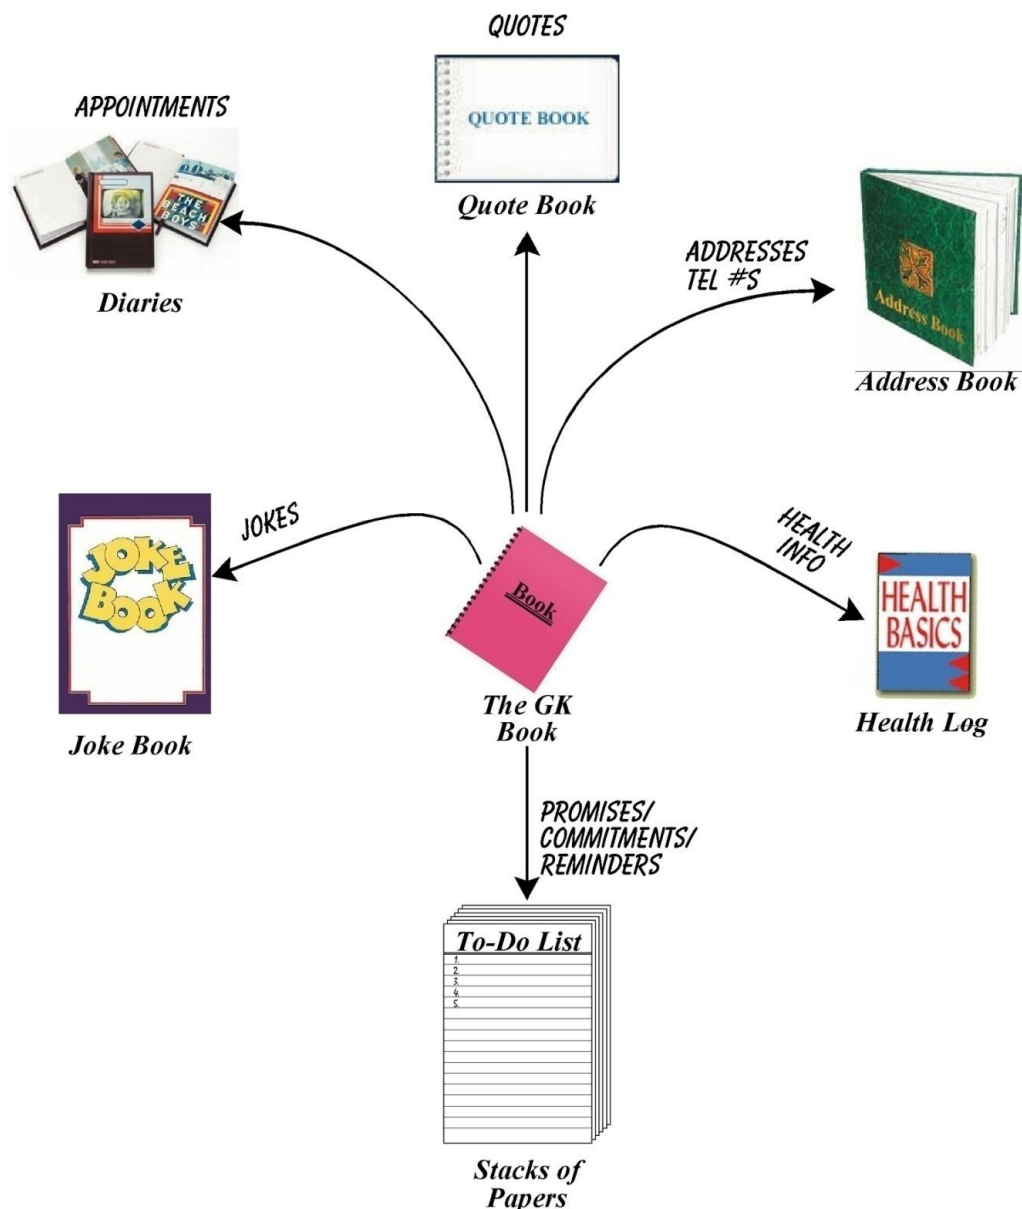 QUOTES
QUOTE BOOK
Quote Book
APPOINTMENTS
THE
BEACH
BOYS
Diaries
ADDRESSES
TEL #S
Address Book
Address Book
JOKES
JOKE
BOOK
Joke Book
HEALTH
INFO
HEALTH
BASICS
Health Log
Book
The GK
Book
PROMISES/
COMMITMENTS/
REMINDERS
To-Do List
1.
2.
3.
4.
5.
Stacks of
Papers